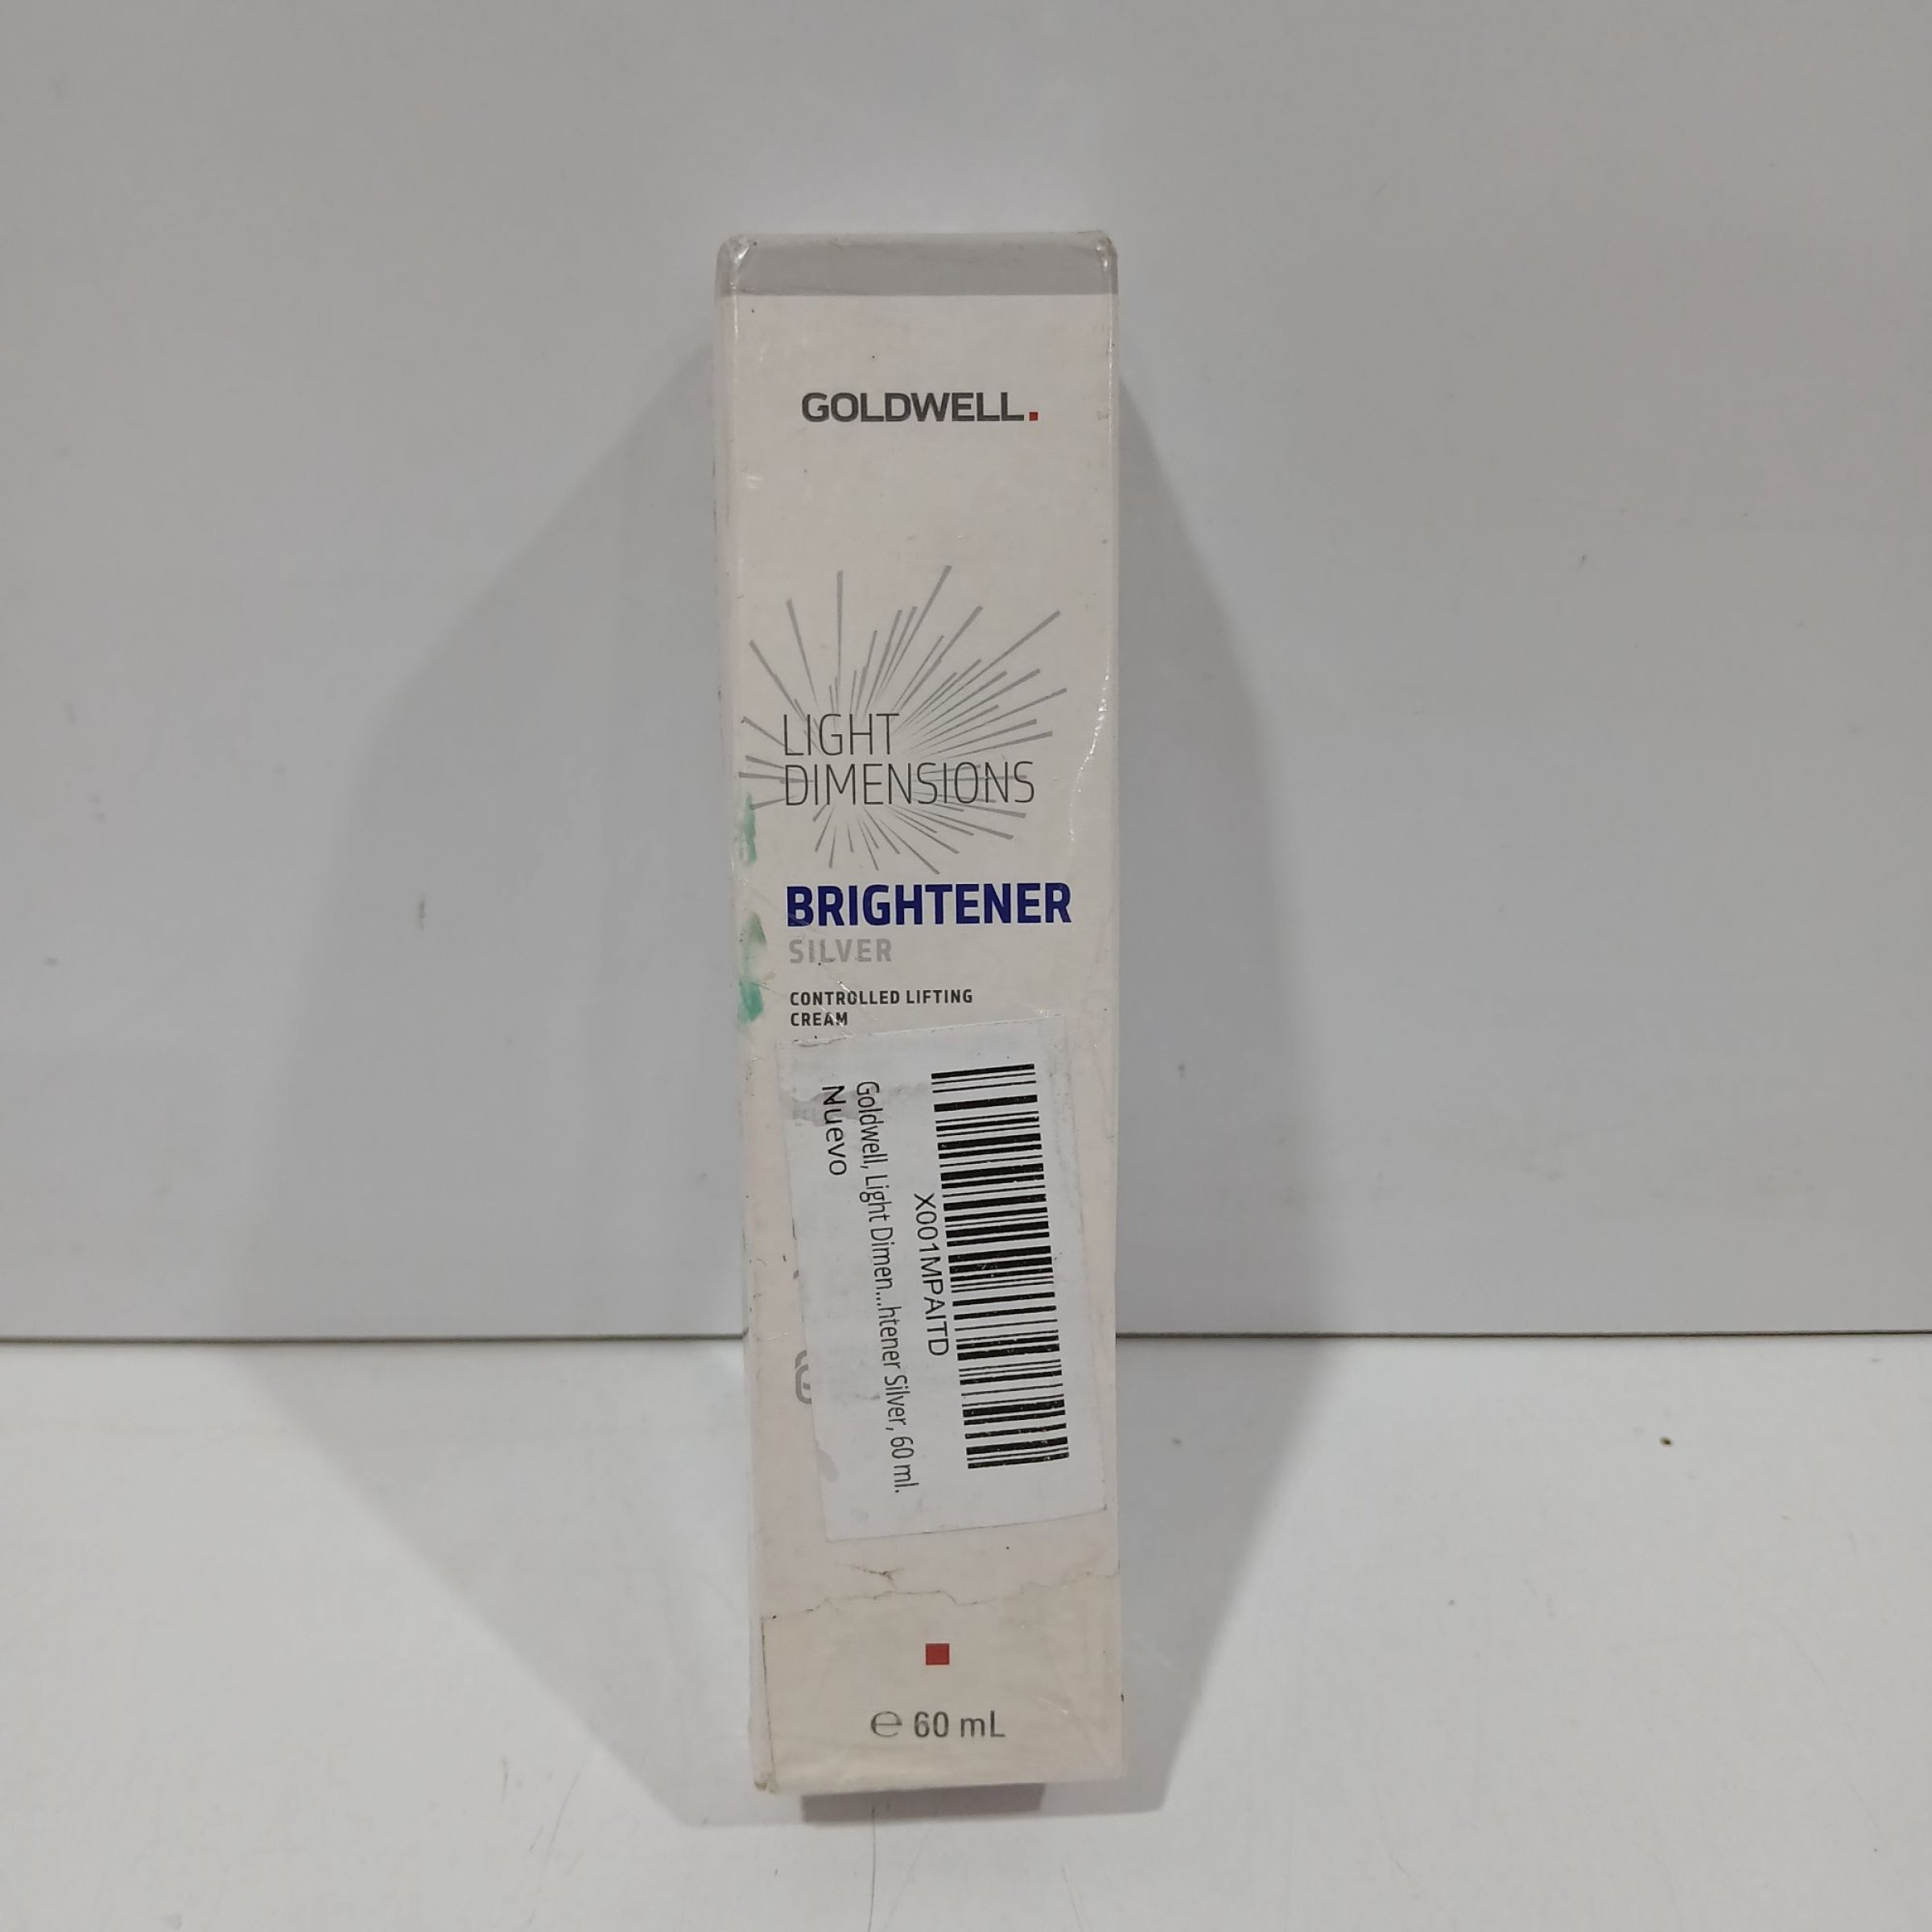 GOLDWELL.
LIGHT
DIMENSIONS
BRIGHTENER
SILVER
CONTROLLED LIFTING
CREAM
X001MPAITD
Goldwell, Light Dimen...htener Silver, 60 ml.
Nuevo
℮ 60 mL